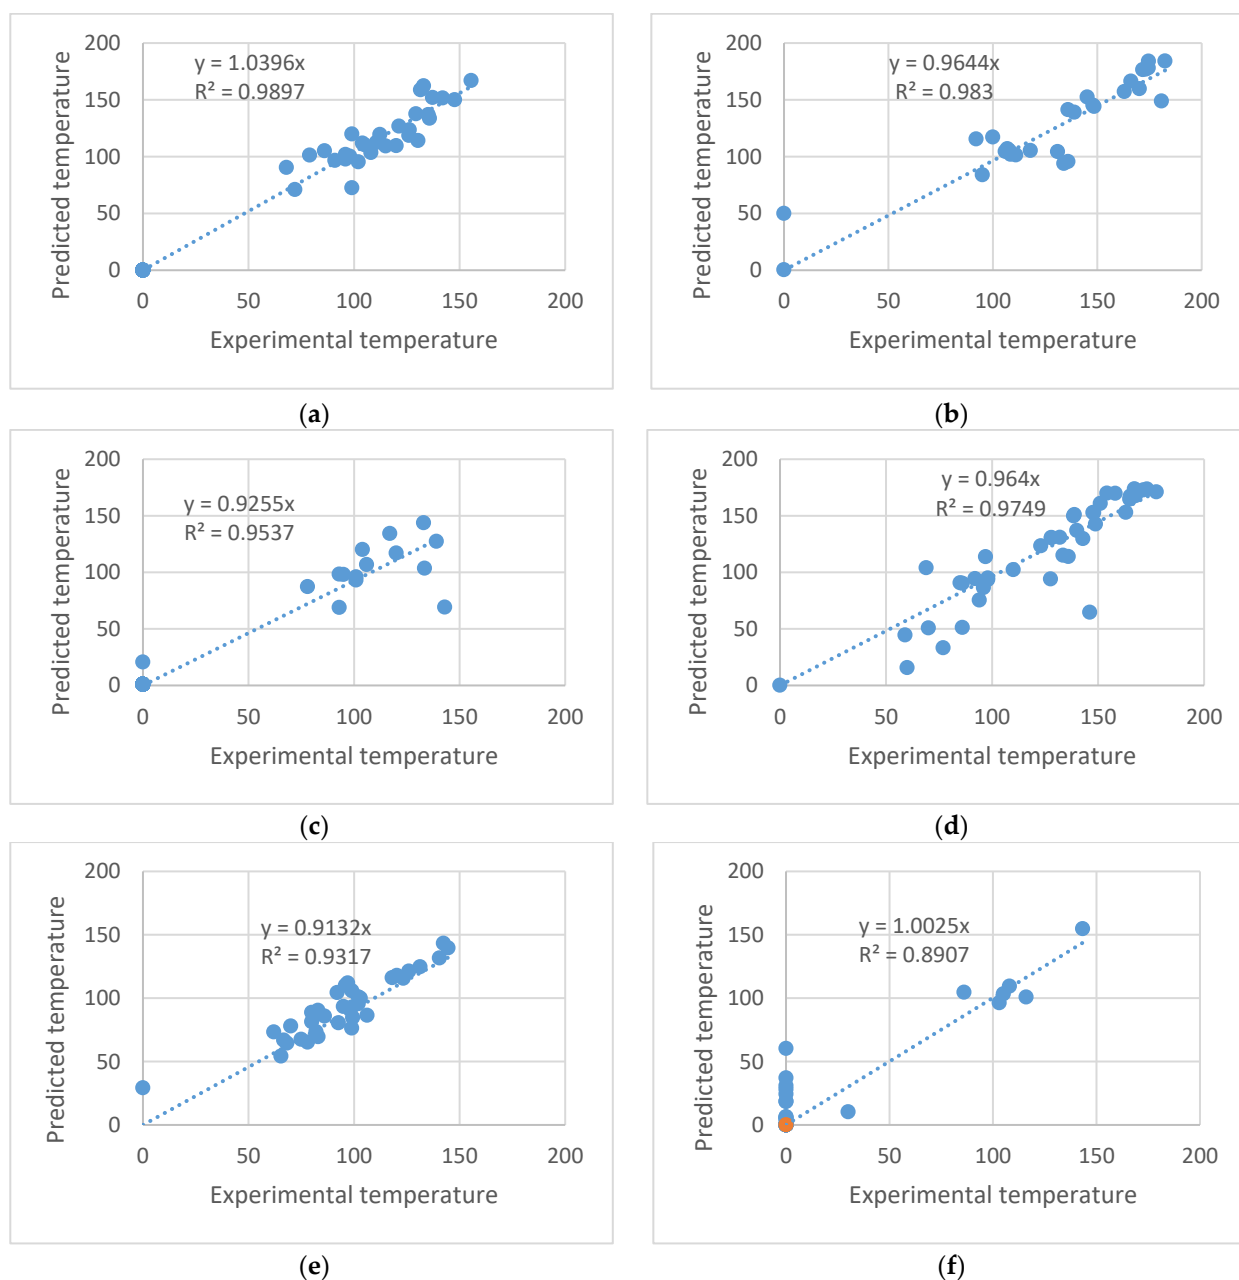 200
150
100
50
0
Predicted temperature
y = 1.0396x
R² = 0.9897
0 50 100 150 200
Experimental temperature
(a)
200
150
100
50
0
Predicted temperature
y = 0.9644x
R² = 0.983
0 50 100 150 200
Experimental temperature
(b)
200
150
100
50
0
Predicted temperature
y = 0.9255x
R² = 0.9537
0 50 100 150 200
Experimental temperature
(c)
200
150
100
50
0
Predicted temperature
y = 0.964x
R² = 0.9749
0 50 100 150 200
Experimental temperature
(d)
200
150
100
50
0
Predicted temperature
y = 0.9132x
R² = 0.9317
0 50 100 150 200
Experimental temperature
(e)
200
150
100
50
0
Predicted temperature
y = 1.0025x
R² = 0.8907
0 50 100 150 200
Experimental temperature
(f)